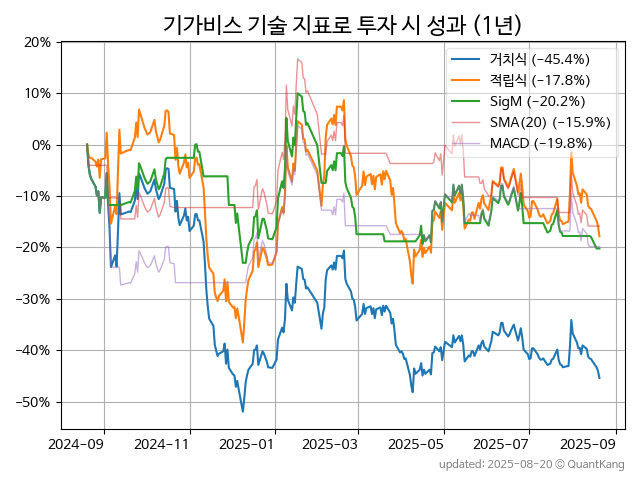 기가비스 기술 지표로 투자 시 성과 (1년)
20%
10%
0%
−10%
−20%
−30%
−40%
−50%
거치식 (−45.4%)
적립식 (−17.8%)
SigM (−20.2%)
SMA(20) (−15.9%)
MACD (−19.8%)
2024-09
2024-11
2025-01
2025-03
2025-05
2025-07
2025-09
updated: 2025-08-20 © QuantKang